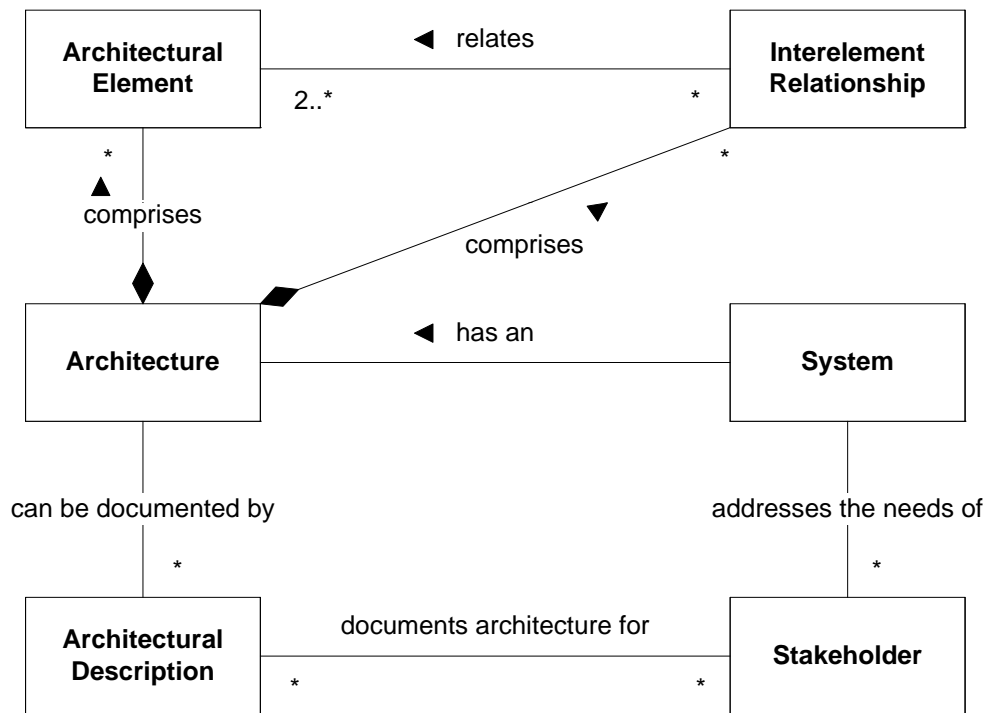 Architectural
Element
relates
Interelement
Relationship
2..*
*
*
*
comprises
comprises
Architecture
has an
System
can be documented by
addresses the needs of
*
*
Architectural
Description
documents architecture for
Stakeholder
*
*